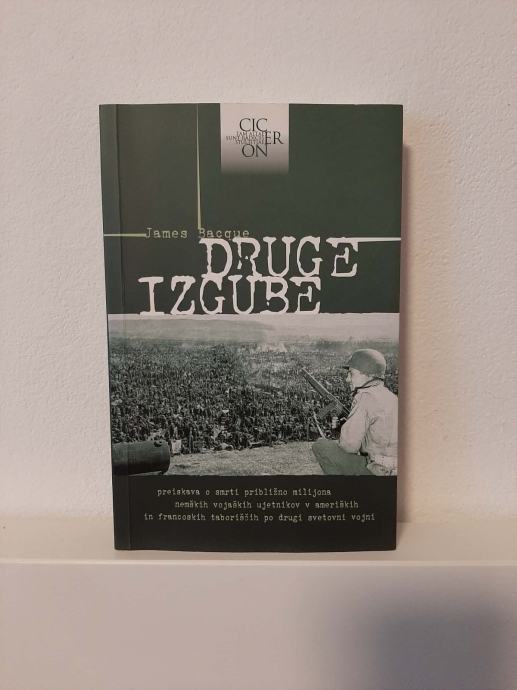 CIC
ER
ON
James Bacque
DRUGE
IZGUBE
preiskava o smrti približno milijona
nemških vojaških ujetnikov v ameriških
in francoskih taboriščih po drugi svetovni vojni